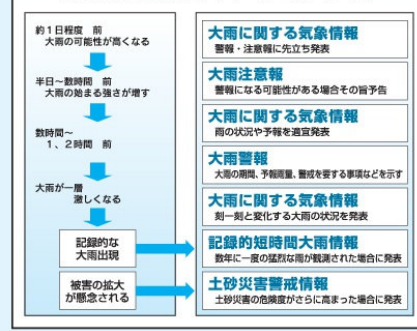 約１日程度　前
大雨の可能性が高くなる
半日～数時間　前
大雨の始まる強さが増す
数時間～
１、２時間　前
大雨が一層
激しくなる
記録的な
大雨出現
被害の拡大
が懸念される
大雨に関する気象情報
警報・注意報に先立ち発表
大雨注意報
警報になる可能性がある場合その旨予告
大雨に関する気象情報
雨の状況や予報を適宜発表
大雨警報
大雨の期間、予報雨量、警戒を要する事項などを示す
大雨に関する気象情報
刻一刻と変化する大雨の状況を発表
記録的短時間大雨情報
数年に一度の猛烈な雨が観測された場合に発表
土砂災害警戒情報
土砂災害の危険度がさらに高まった場合に発表